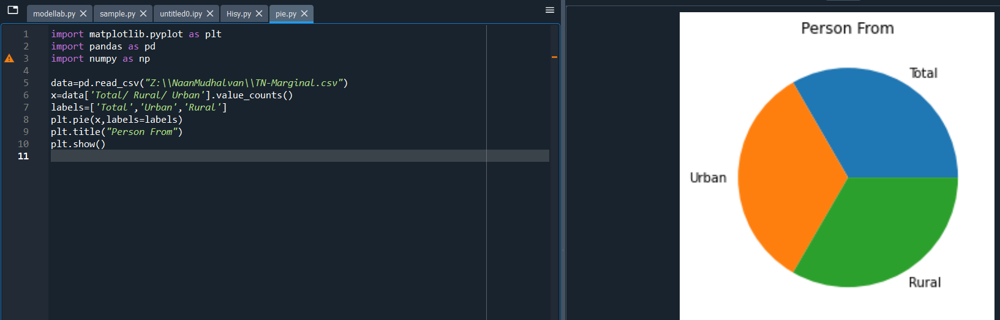 modellab.py sample.py untitled0.ipy Hisy.py pie.py
1 import matplotlib.pyplot as plt
2 import pandas as pd
3 import numpy as np
4
5 data=pd.read_csv("Z:\\NaanMudhalvan\\TN-Marginal.csv")
6 x=data['Total/ Rural/ Urban'].value_counts()
7 labels=['Total','Urban','Rural']
8 plt.pie(x,labels=labels)
9 plt.title("Person From")
10 plt.show()
11
Person From
Total
Urban
Rural